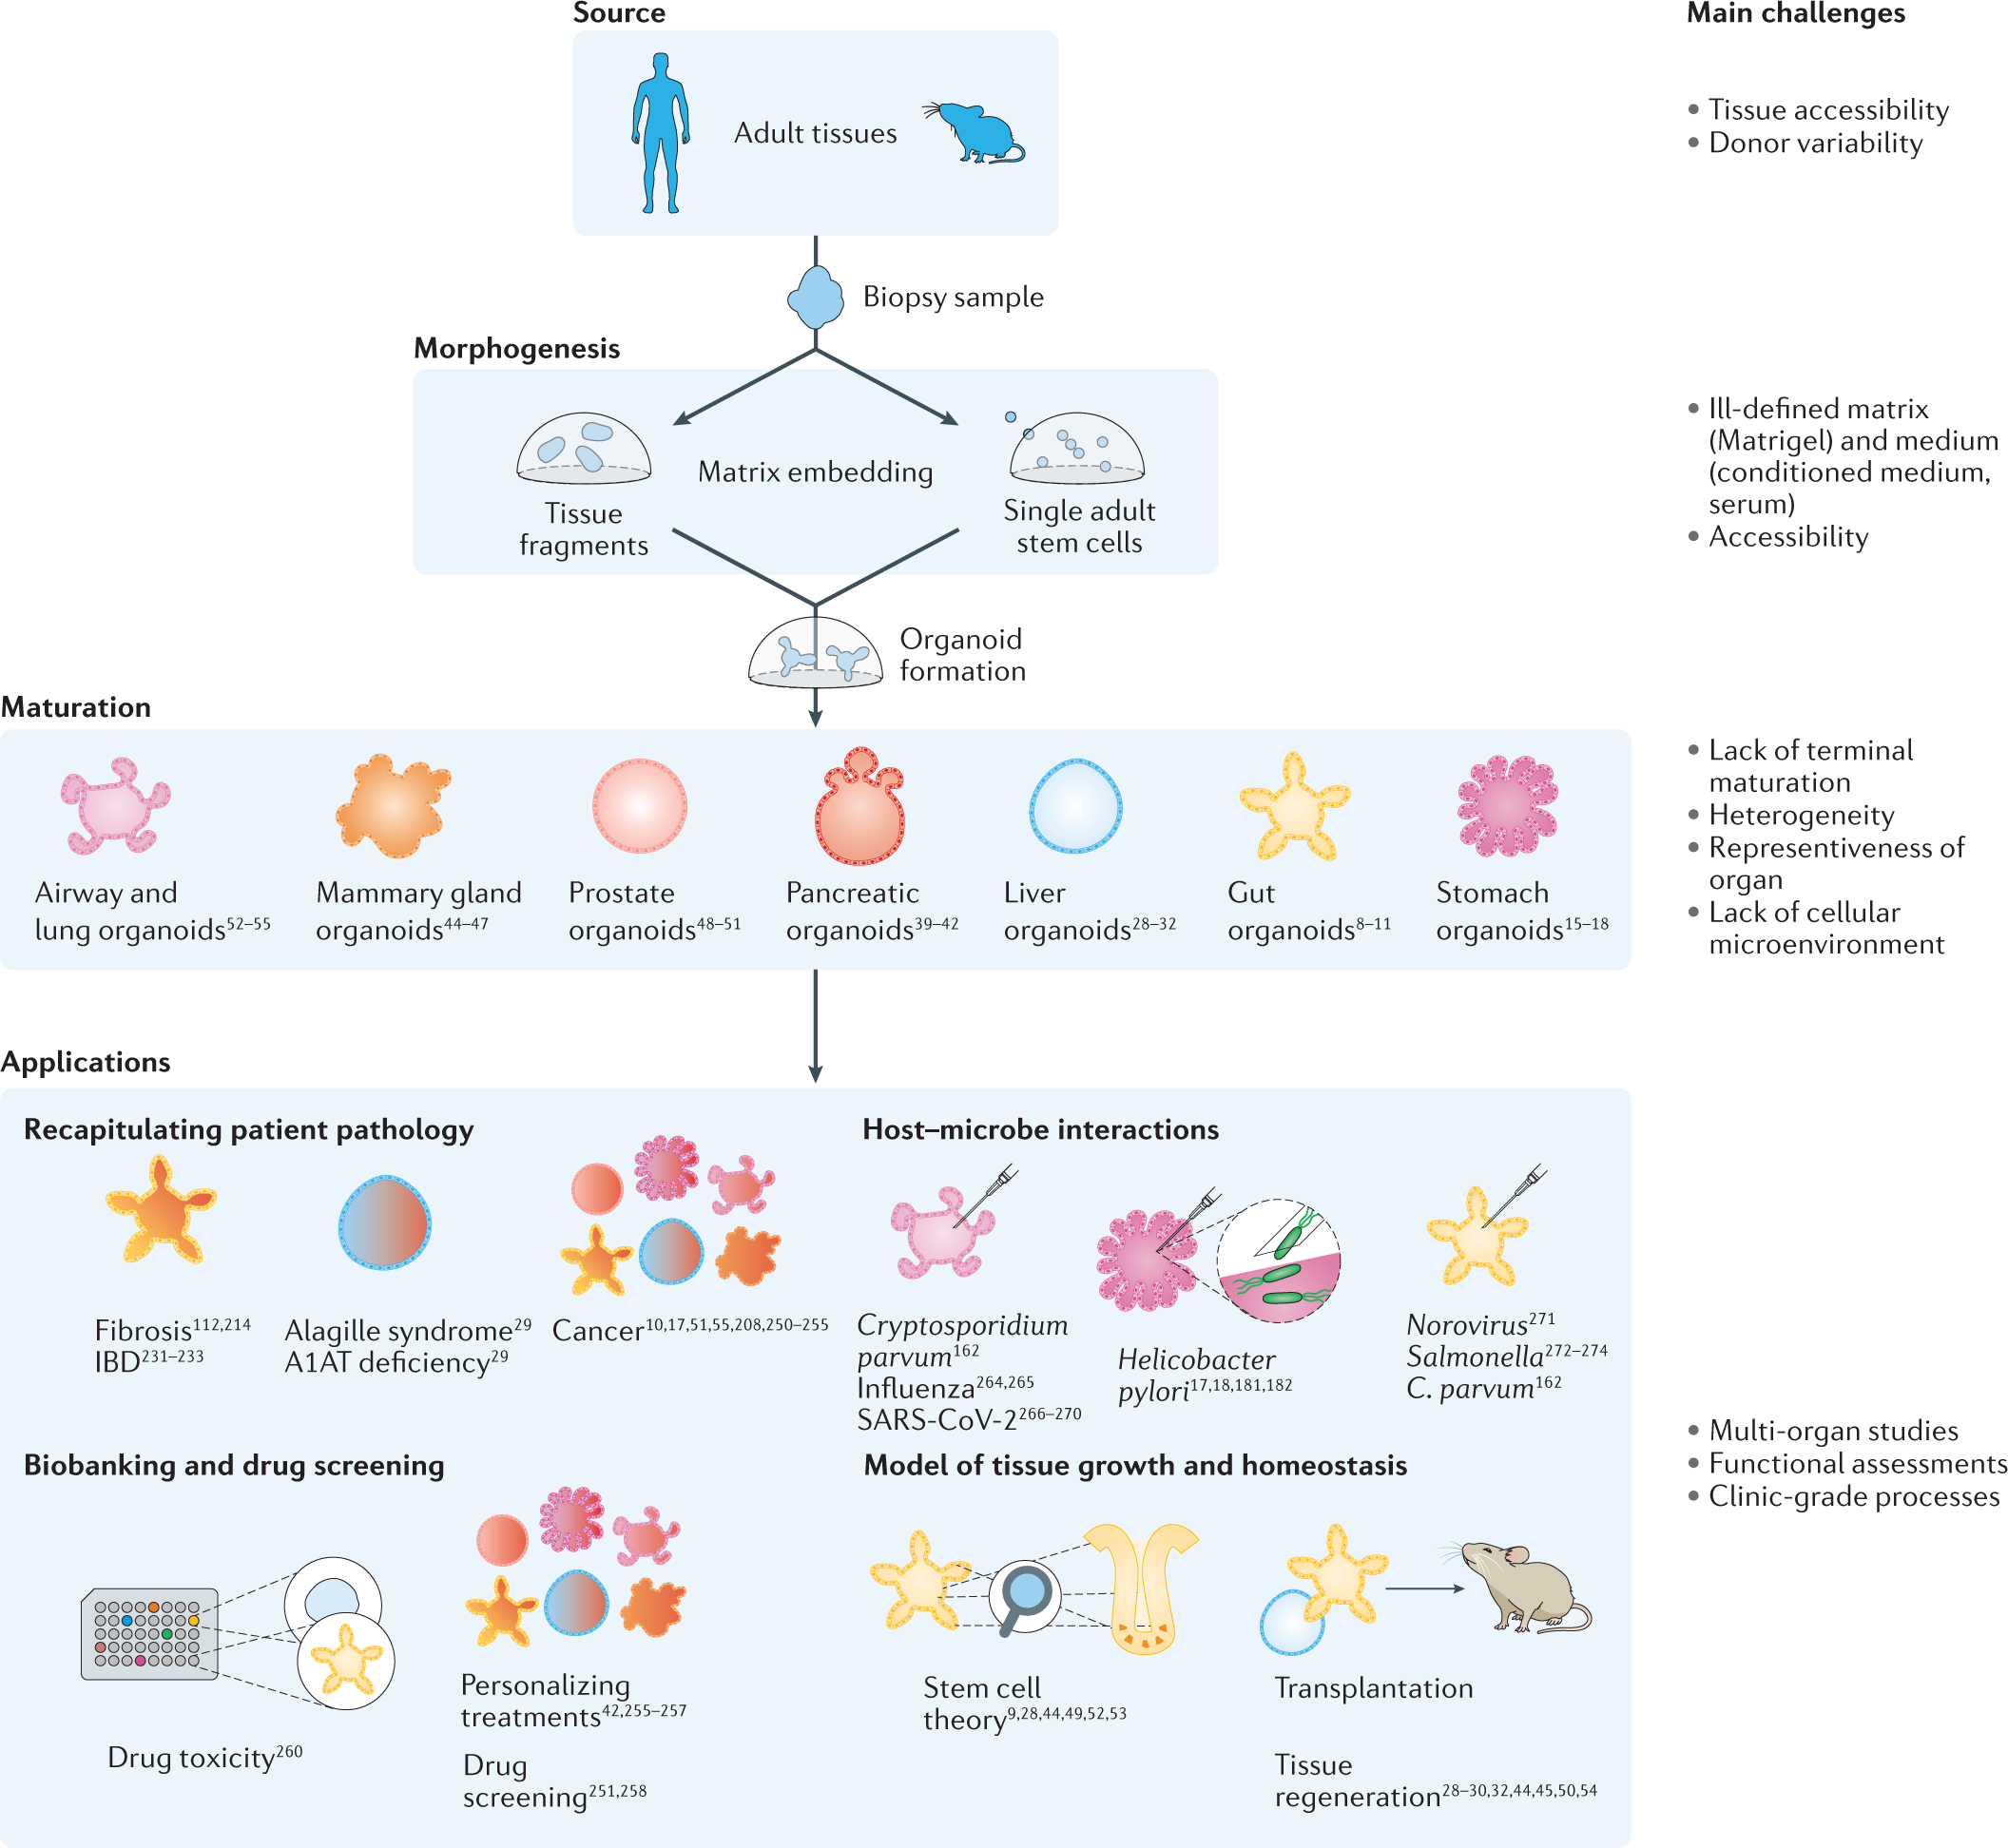 Source
Main challenges
Adult tissues
• Tissue accessibility
• Donor variability
Biopsy sample
Morphogenesis
Matrix embedding
Tissue
fragments
Single adult
stem cells
• Ill-defined matrix
(Matrigel) and medium
(conditioned medium,
serum)
• Accessibility
Organoid
formation
Maturation
Airway and
lung organoids52–55
Mammary gland
organoids44–47
Prostate
organoids48–51
Pancreatic
organoids39–42
Liver
organoids28–32
Gut
organoids8–11
Stomach
organoids15–18
• Lack of terminal
maturation
• Heterogeneity
• Representiveness of
organ
• Lack of cellular
microenvironment
Applications
Recapitulating patient pathology
Fibrosis112,214
IBD231–233
Alagille syndrome29
A1AT deficiency29
Cancer10,17,51,55,208,250–255
Host–microbe interactions
Cryptosporidium
parvum162
Influenza264,265
SARS-CoV-2266–270
Helicobacter
pylori17,18,181,182
Norovirus271
Salmonella272–274
C. parvum162
Biobanking and drug screening
Drug toxicity260
Personalizing
treatments42,255–257
Drug
screening251,258
Model of tissue growth and homeostasis
Stem cell
theory9,28,44,49,52,53
Transplantation
Tissue
regeneration28–30,32,44,45,50,54
• Multi-organ studies
• Functional assessments
• Clinic-grade processes